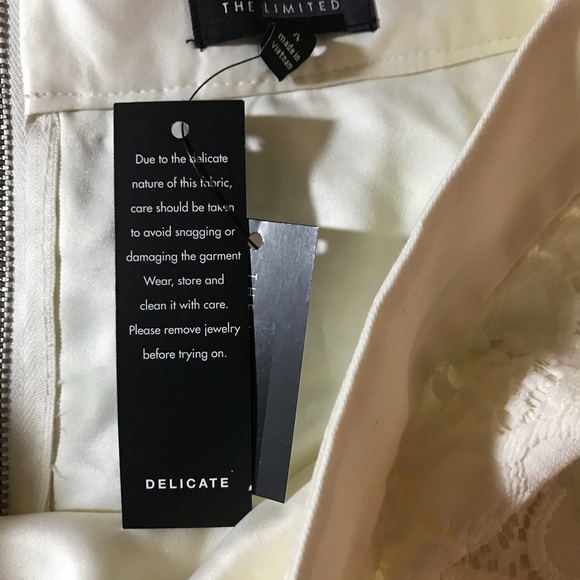 THE LIMITED
4
made in
vietnam
Due to the delicate
nature of this fabric,
care should be taken
to avoid snagging or
damaging the garment
Wear, store and
clean it with care.
Please remove jewelry
before trying on.
DELICATE
THE